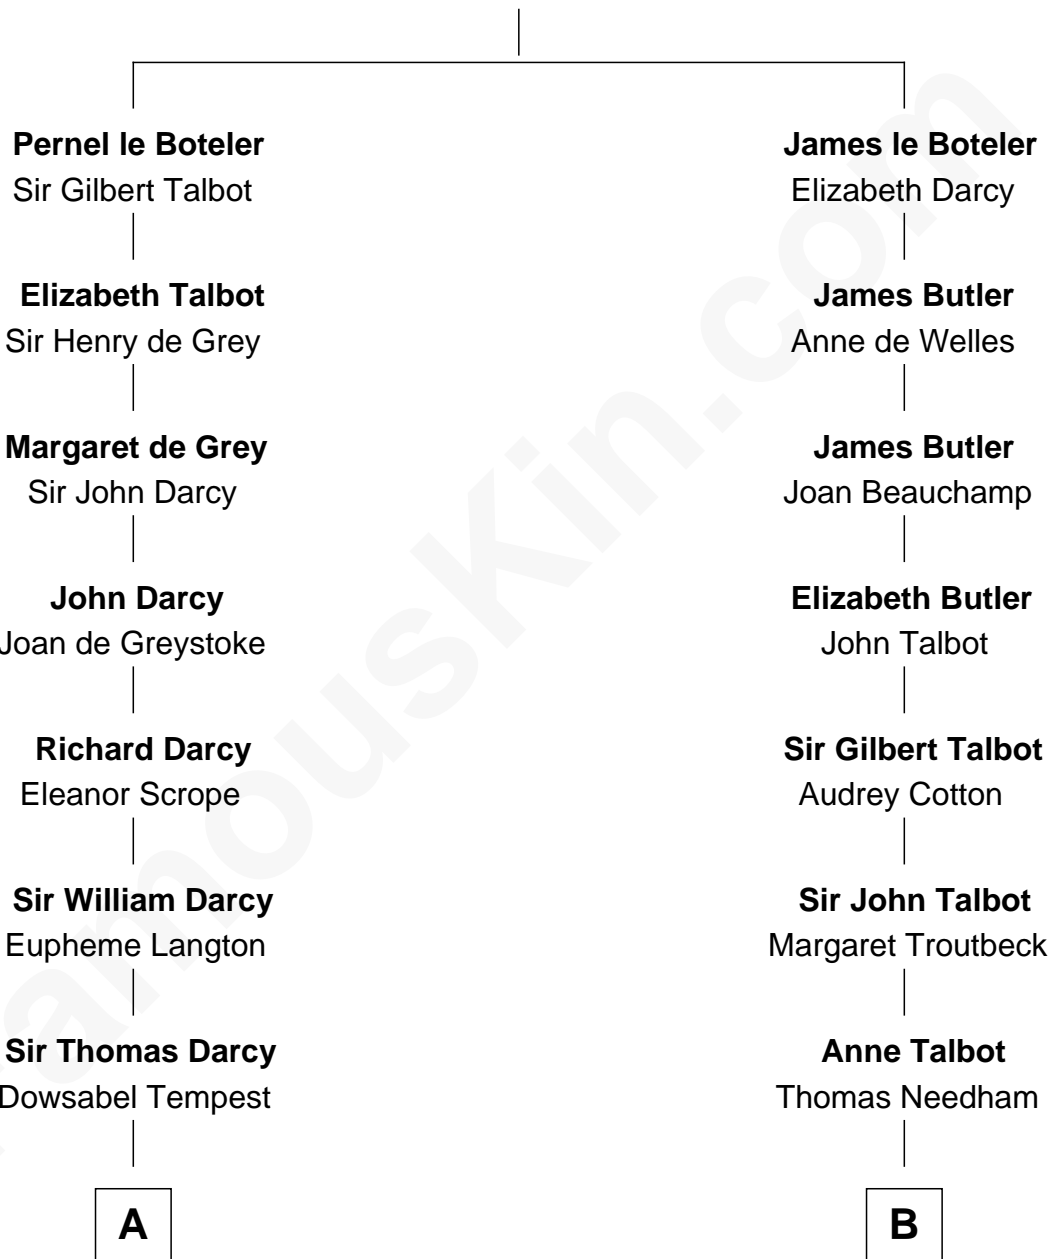 Pernel le Boteler
Sir Gilbert Talbot
James le Boteler
Elizabeth Darcy
Elizabeth Talbot
Sir Henry de Grey
James Butler
Anne de Welles
Margaret de Grey
Sir John Darcy
James Butler
Joan Beauchamp
John Darcy
Joan de Greystoke
Elizabeth Butler
John Talbot
Richard Darcy
Eleanor Scrope
Sir Gilbert Talbot
Audrey Cotton
Sir William Darcy
Eupheme Langton
Sir John Talbot
Margaret Troutbeck
Sir Thomas Darcy
Dowsabel Tempest
Anne Talbot
Thomas Needham
A
B
FamousKin.com